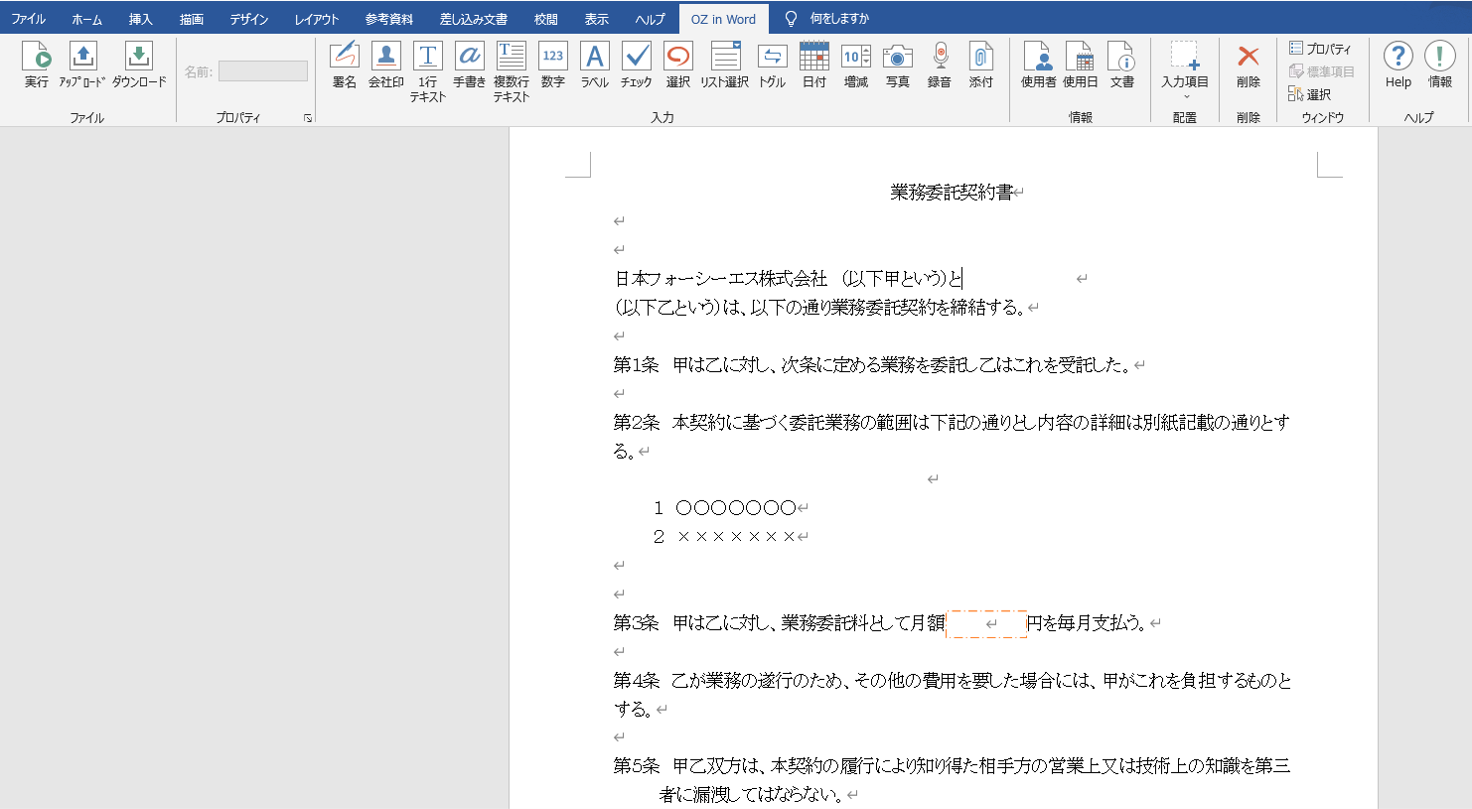 ファイル ホーム 挿入 描画 デザイン レイアウト 参考資料 差し込み文書 校閲 表示 ヘルプ OZ in Word 何をしますか
実行 アップロード ダウンロード
ファイル
名前:
プロパティ
署名 会社印 1行テキスト 手書き 複数行テキスト 数字 ラベル チェック 選択 リスト選択 トグル 日付 増減 写真 録音 添付
入力
使用者 使用日 文書
情報
入力項目
配置
削除
削除
プロパティ
標準項目
選択
ウィンドウ
Help 情報
ヘルプ
業務委託契約書↵
↵
↵
日本フォーシーエス株式会社 (以下甲という)と ↵
(以下乙という)は、以下の通り業務委託契約を締結する。↵
↵
第1条 甲は乙に対し、次条に定める業務を委託し乙はこれを受託した。↵
↵
第2条 本契約に基づく委託業務の範囲は下記の通りとし内容の詳細は別紙記載の通りとす
る。↵
↵
1 〇〇〇〇〇〇〇↵
2 ×××××××↵
↵
↵
第3条 甲は乙に対し、業務委託料として月額 ↵ 円を毎月支払う。↵
↵
第4条 乙が業務の遂行のため、その他の費用を要した場合には、甲がこれを負担するものと
する。↵
↵
第5条 甲乙双方は、本契約の履行により知り得た相手方の営業上又は技術上の知識を第三
者に漏洩してはならない。↵